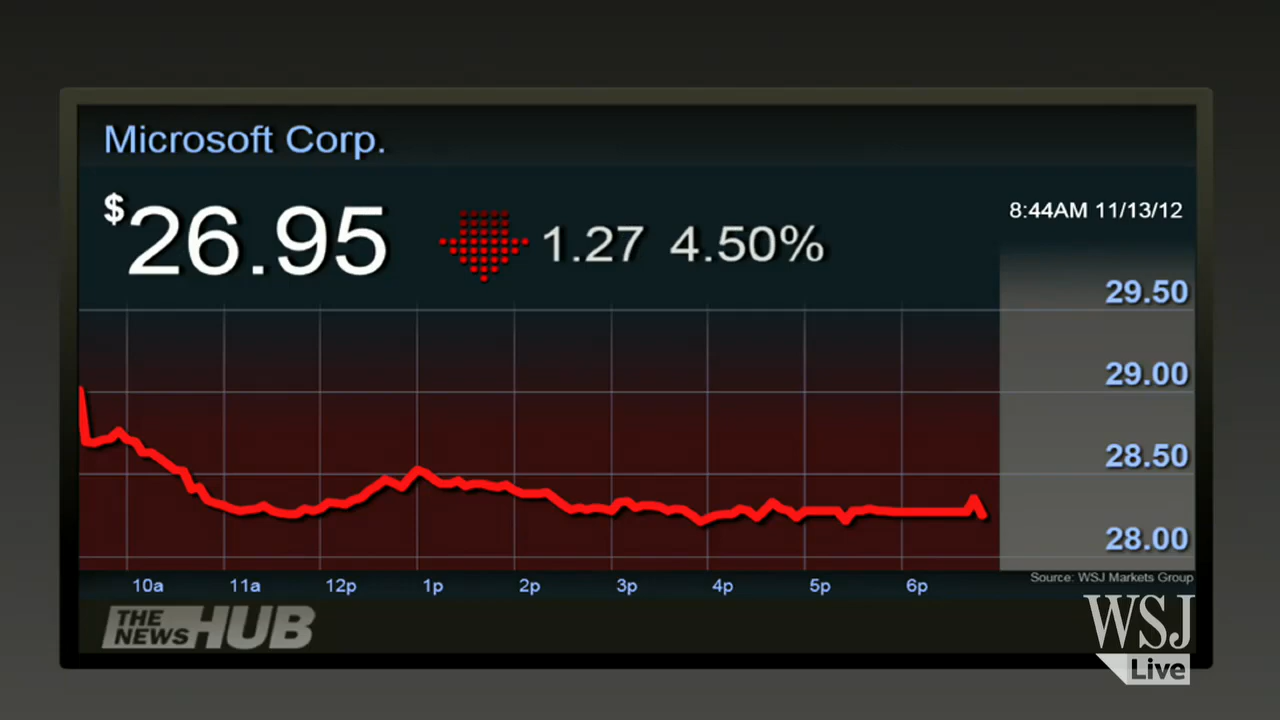 Microsoft Corp.
$26.95 1.27 4.50%
8:44AM 11/13/12
29.50
29.00
28.50
28.00
10a 11a 12p 1p 2p 3p 4p 5p 6p
Source: WSJ Markets Group
THE
NEWS HUB
WSJ
Live